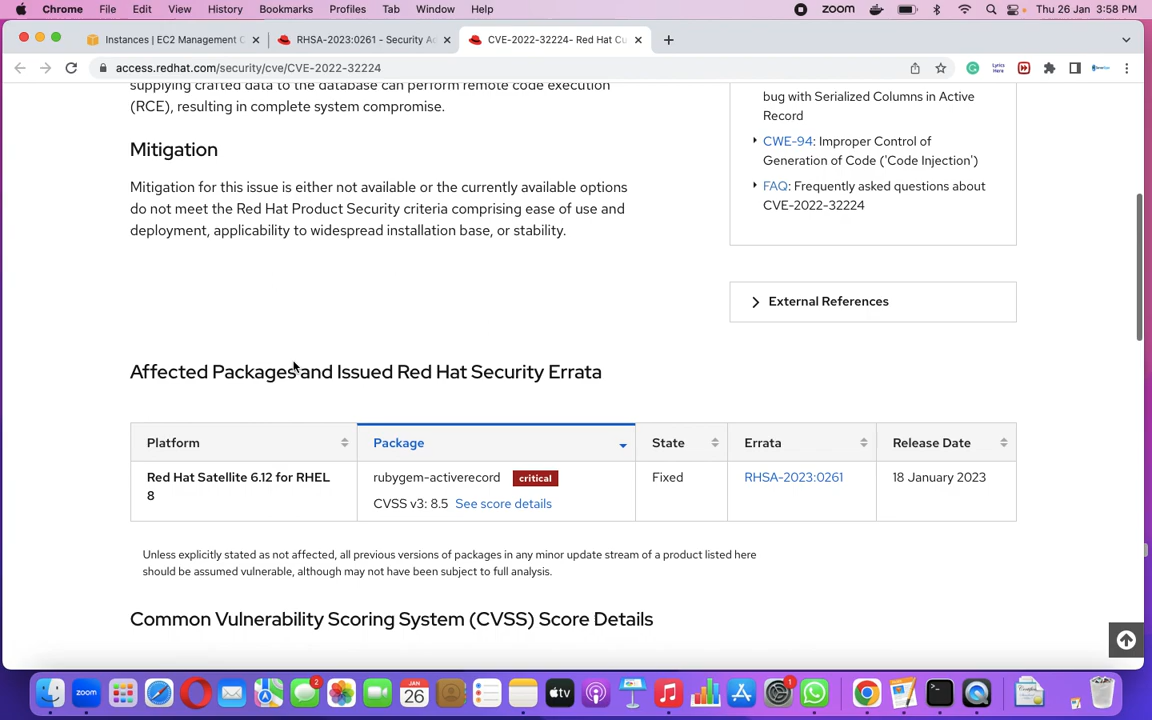 Chrome File Edit View History Bookmarks Profiles Tab Window Help zoom Thu 26 Jan 3:58 PM
Instances | EC2 Management C RHSA-2023:0261 - Security A CVE-2022-32224- Red Hat Cu
access.redhat.com/security/cve/CVE-2022-32224
supplying crafted data to the database can perform remote code execution
(RCE), resulting in complete system compromise.
Mitigation
Mitigation for this issue is either not available or the currently available options
do not meet the Red Hat Product Security criteria comprising ease of use and
deployment, applicability to widespread installation base, or stability.
bug with Serialized Columns in Active
Record
CWE-94: Improper Control of
Generation of Code ('Code Injection')
FAQ: Frequently asked questions about
CVE-2022-32224
External References
Affected Packages and Issued Red Hat Security Errata
Platform Package State Errata Release Date
Red Hat Satellite 6.12 for RHEL
8
rubygem-activerecord critical
CVSS v3: 8.5 See score details
Fixed
RHSA-2023:0261
18 January 2023
Unless explicitly stated as not affected, all previous versions of packages in any minor update stream of a product listed here
should be assumed vulnerable, although may not have been subject to full analysis.
Common Vulnerability Scoring System (CVSS) Score Details
zoom
2
JAN
26
tv
1